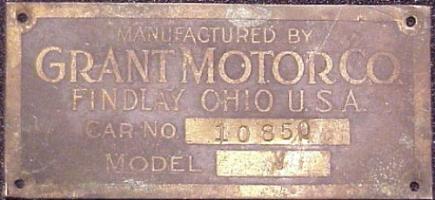 MANUFACTURED BY
GRANT MOTOR CO.
FINDLAY OHIO U.S.A.
CAR NO. 10850
MODEL